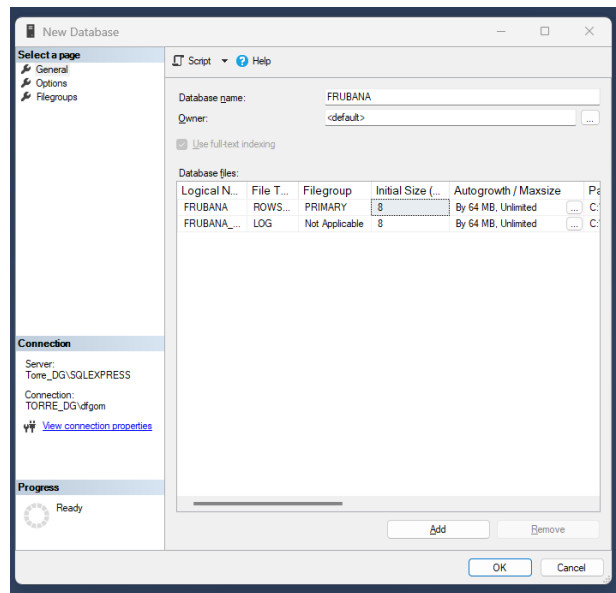 New Database
Select a page
General
Options
Filegroups
Script
Help
Database name:
FRUBANA
Owner:
<default>
...
Use full-text indexing
Database files:
Logical N... File T... Filegroup Initial Size (... Autogrowth / Maxsize Pa
FRUBANA ROWS... PRIMARY 8 By 64 MB, Unlimited ... C:\
FRUBANA_... LOG Not Applicable 8 By 64 MB, Unlimited ... C:\
Connection
Server:
Torre_DG\SQLEXPRESS
Connection:
TORRE_DG\dfgom
View connection properties
Progress
Ready
Add Remove
OK Cancel